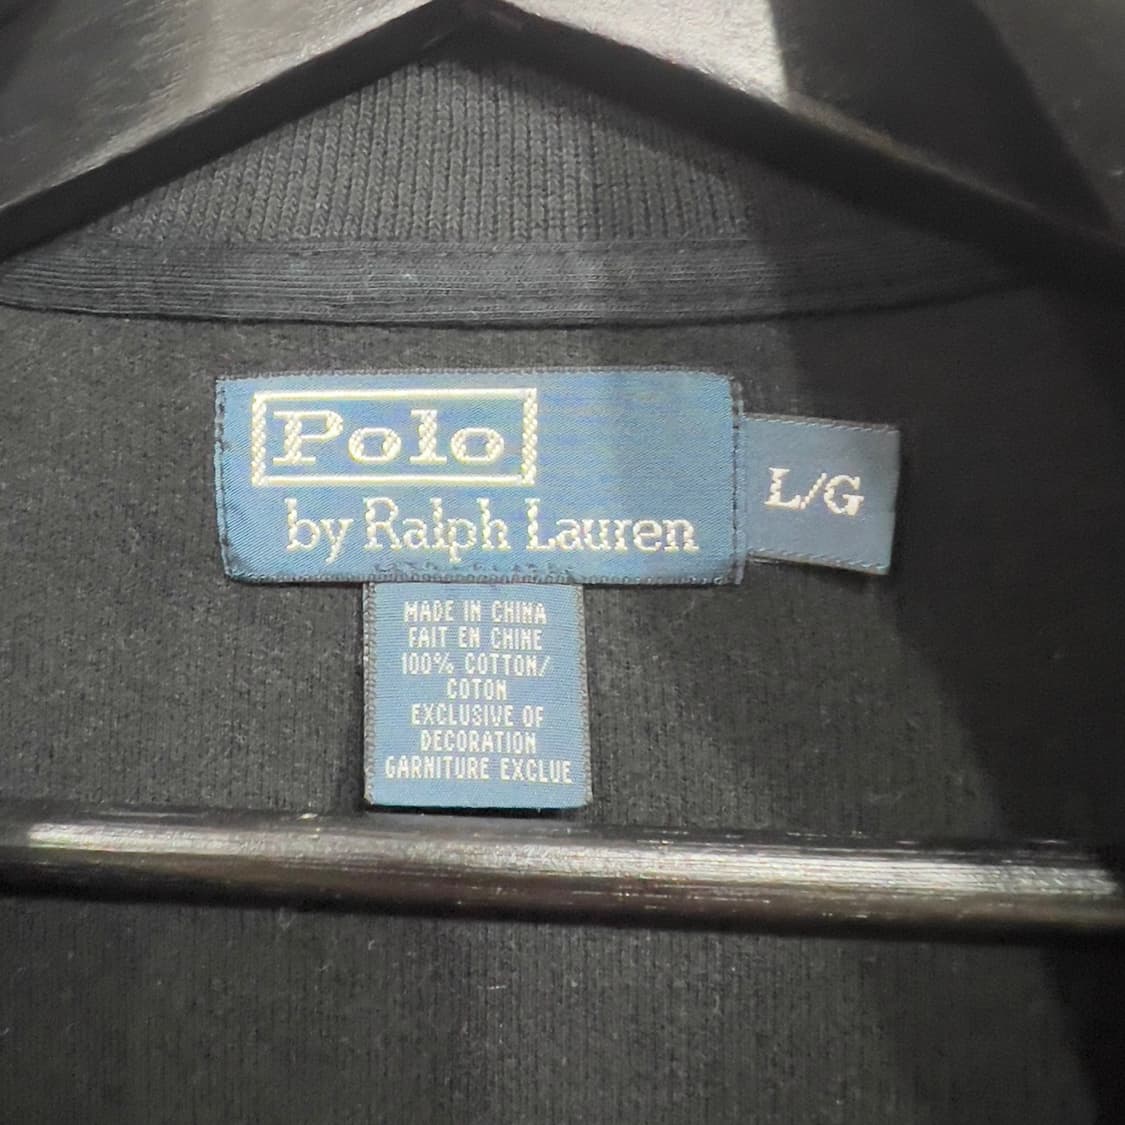 Polo
by Ralph Lauren
L/G
MADE IN CHINA
FAIT EN CHINE
100% COTTON/
COTON
EXCLUSIVE OF
DECORATION
GARNITURE EXCLUE